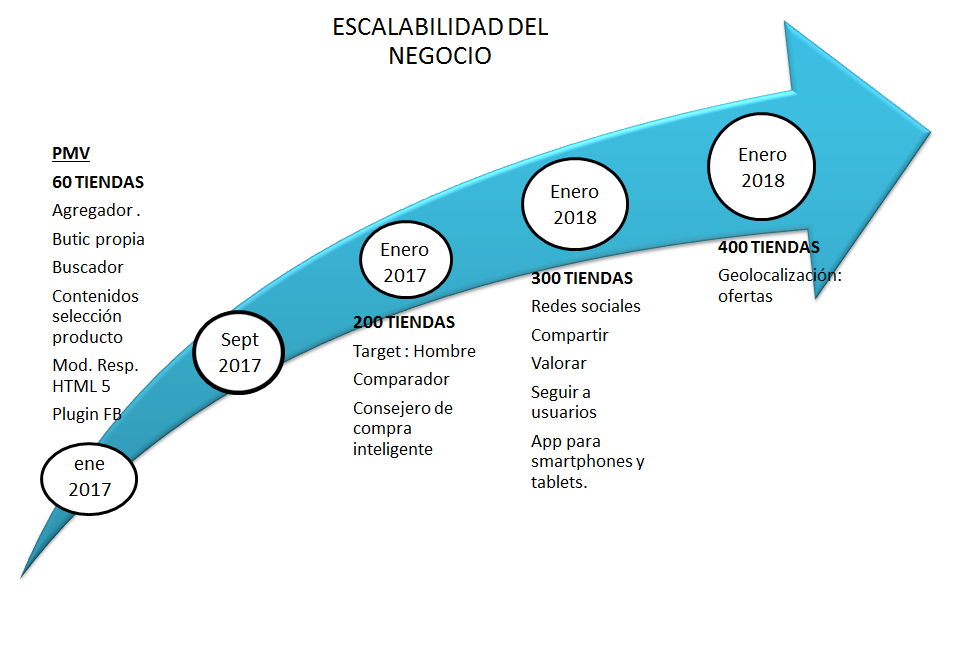 ESCALABILIDAD DEL
NEGOCIO
PMV
60 TIENDAS
Agregador .
Butic propia
Buscador
Contenidos
selección
producto
Mod. Resp.
HTML 5
Plugin FB
ene
2017
Sept
2017
Enero
2017
200 TIENDAS
Target : Hombre
Comparador
Consejero de
compra
inteligente
Enero
2018
300 TIENDAS
Redes sociales
Compartir
Valorar
Seguir a
usuarios
App para
smartphones y
tablets.
Enero
2018
400 TIENDAS
Geolocalización:
ofertas